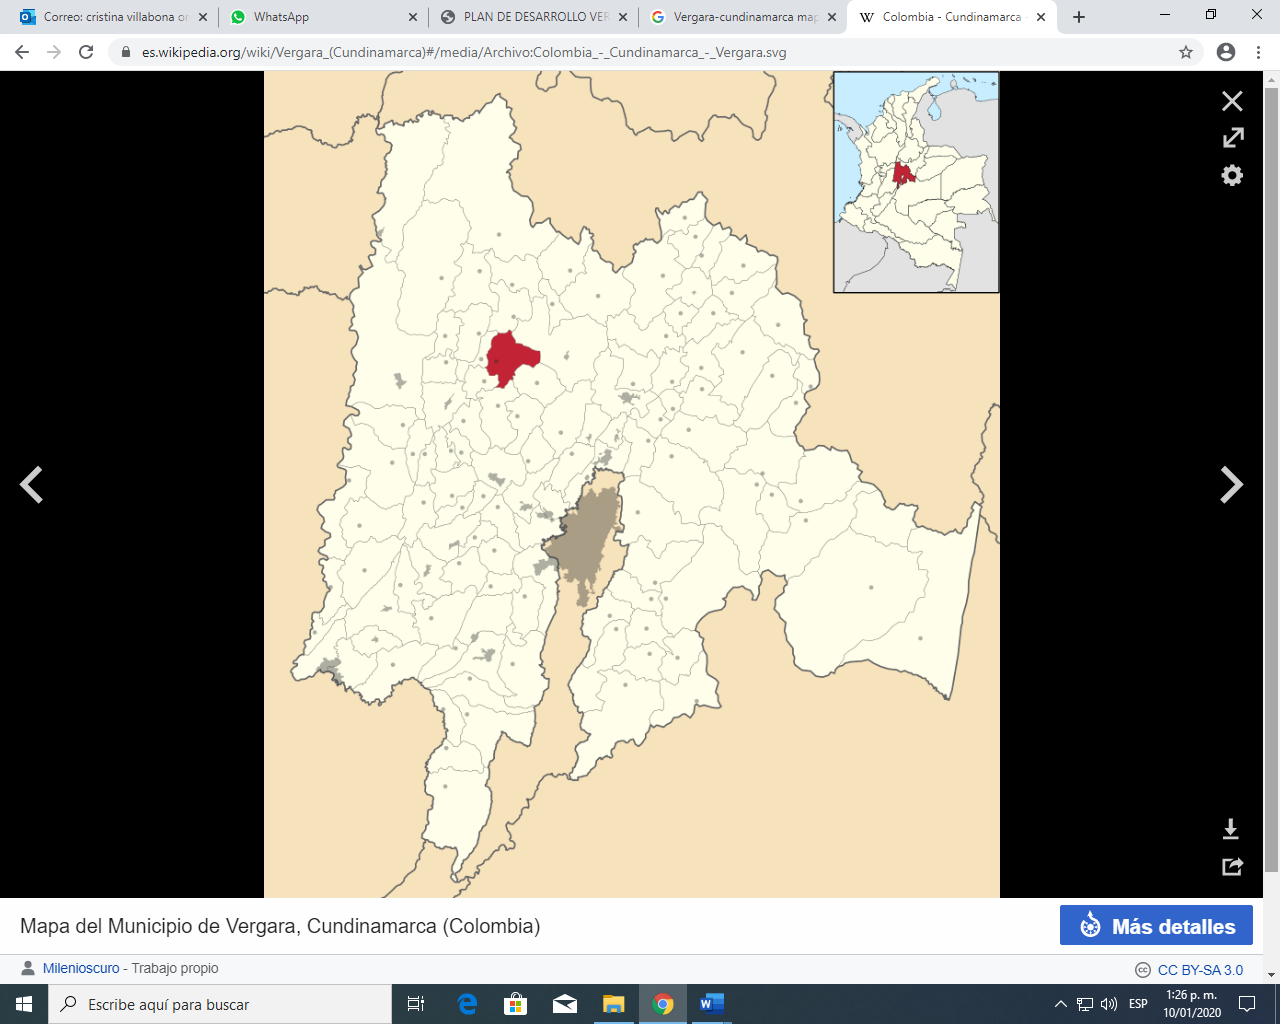 Correo: cristina villabona or
WhatsApp
PLAN DE DESARROLLO VER
Vergara-cundinamarca map
Colombia - Cundinamarca -
es.wikipedia.org/wiki/Vergara_(Cundinamarca)#/media/Archivo:Colombia_-_Cundinamarca_-_Vergara.svg
Mapa del Municipio de Vergara, Cundinamarca (Colombia)
Más detalles
Milenioscuro - Trabajo propio
CC BY-SA 3.0
Escribe aquí para buscar
ESP
1:26 p. m.
10/01/2020